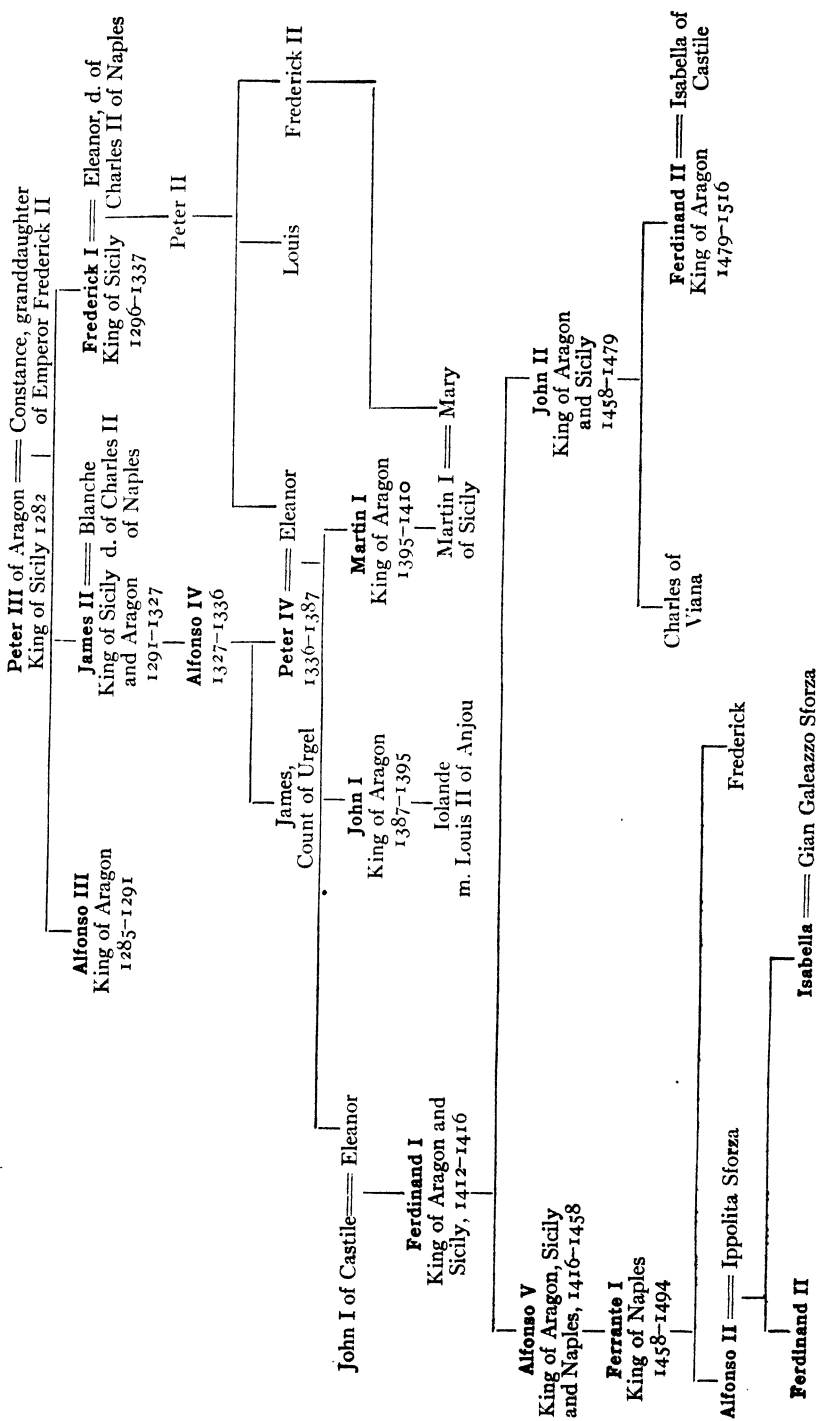 Peter III of Aragon == Constance, granddaughter
King of Sicily 1282 of Emperor Frederick II
Alfonso III
King of Aragon
1285–1291
James II == Blanche
King of Sicily d. of Charles II
and Aragon of Naples
1291–1327
Frederick I == Eleanor, d. of
King of Sicily Charles II of Naples
1296–1337
Alfonso IV
1327–1336
Peter II
James,
Count of Urgel
Peter IV == Eleanor
1336–1387
Louis
Frederick II
John I of Castile == Eleanor
John I
King of Aragon
1387–1395
Martin I
King of Aragon
1395–1410
Ferdinand I
King of Aragon and
Sicily, 1412–1416
Iolande
m. Louis II of Anjou
Martin I == Mary
of Sicily
Alfonso V
King of Aragon, Sicily
and Naples, 1416–1458
John II
King of Aragon
and Sicily
1458–1479
Ferrante I
King of Naples
1458–1494
Charles of
Viana
Ferdinand II == Isabella of
King of Aragon Castile
1479–1516
Alfonso II == Ippolita Sforza
Frederick
Ferdinand II
Isabella == Gian Galeazzo Sforza